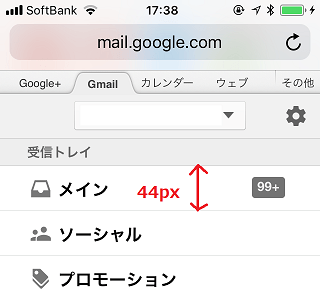 SoftBank 17:38
mail.google.com
Google+ Gmail カレンダー ウェブ その他
受信トレイ
メイン 44px 99+
ソーシャル
プロモーション